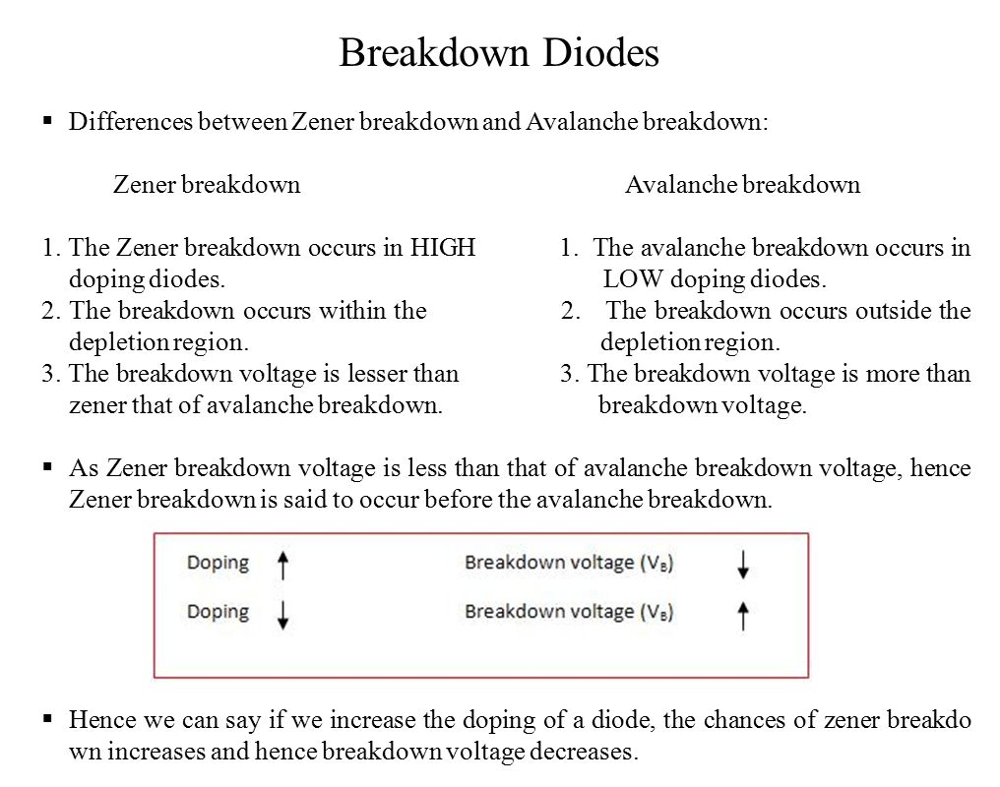 Breakdown Diodes
▪ Differences between Zener breakdown and Avalanche breakdown:
Zener breakdown
1. The Zener breakdown occurs in HIGH
doping diodes.
2. The breakdown occurs within the
depletion region.
3. The breakdown voltage is lesser than
zener that of avalanche breakdown.
Avalanche breakdown
1. The avalanche breakdown occurs in
LOW doping diodes.
2. The breakdown occurs outside the
depletion region.
3. The breakdown voltage is more than
breakdown voltage.
▪ As Zener breakdown voltage is less than that of avalanche breakdown voltage, hence
Zener breakdown is said to occur before the avalanche breakdown.
Doping ↑ Breakdown voltage (V_B) ↓
Doping ↓ Breakdown voltage (V_B) ↑
▪ Hence we can say if we increase the doping of a diode, the chances of zener breakdo
wn increases and hence breakdown voltage decreases.